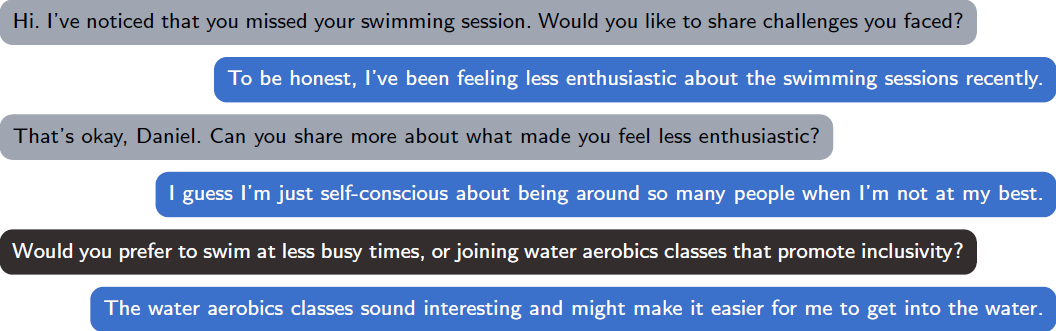 Hi. I've noticed that you missed your swimming session. Would you like to share challenges you faced?
To be honest, I've been feeling less enthusiastic about the swimming sessions recently.
That's okay, Daniel. Can you share more about what made you feel less enthusiastic?
I guess I'm just self-conscious about being around so many people when I'm not at my best.
Would you prefer to swim at less busy times, or joining water aerobics classes that promote inclusivity?
The water aerobics classes sound interesting and might make it easier for me to get into the water.